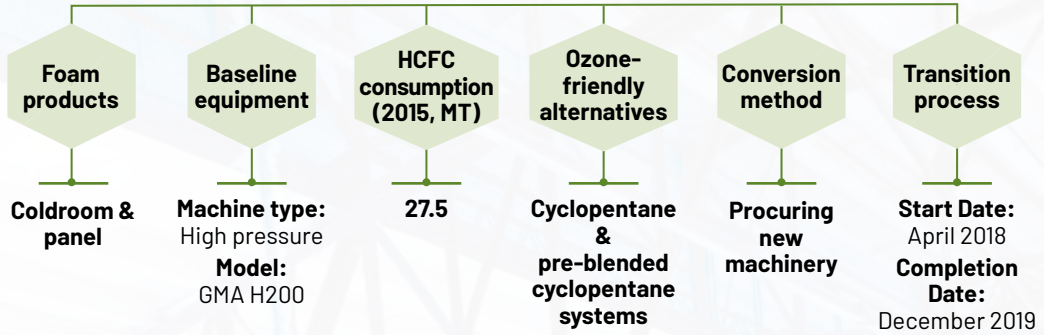 Foam
products
Baseline
equipment
HCFC
consumption
(2015, MT)
Ozone-
friendly
alternatives
Conversion
method
Transition
process
Coldroom &
panel
Machine type:
High pressure
Model:
GMA H200
27.5
Cyclopentane
&
pre-blended
cyclopentane
systems
Procuring
new
machinery
Start Date:
April 2018
Completion
Date:
December 2019